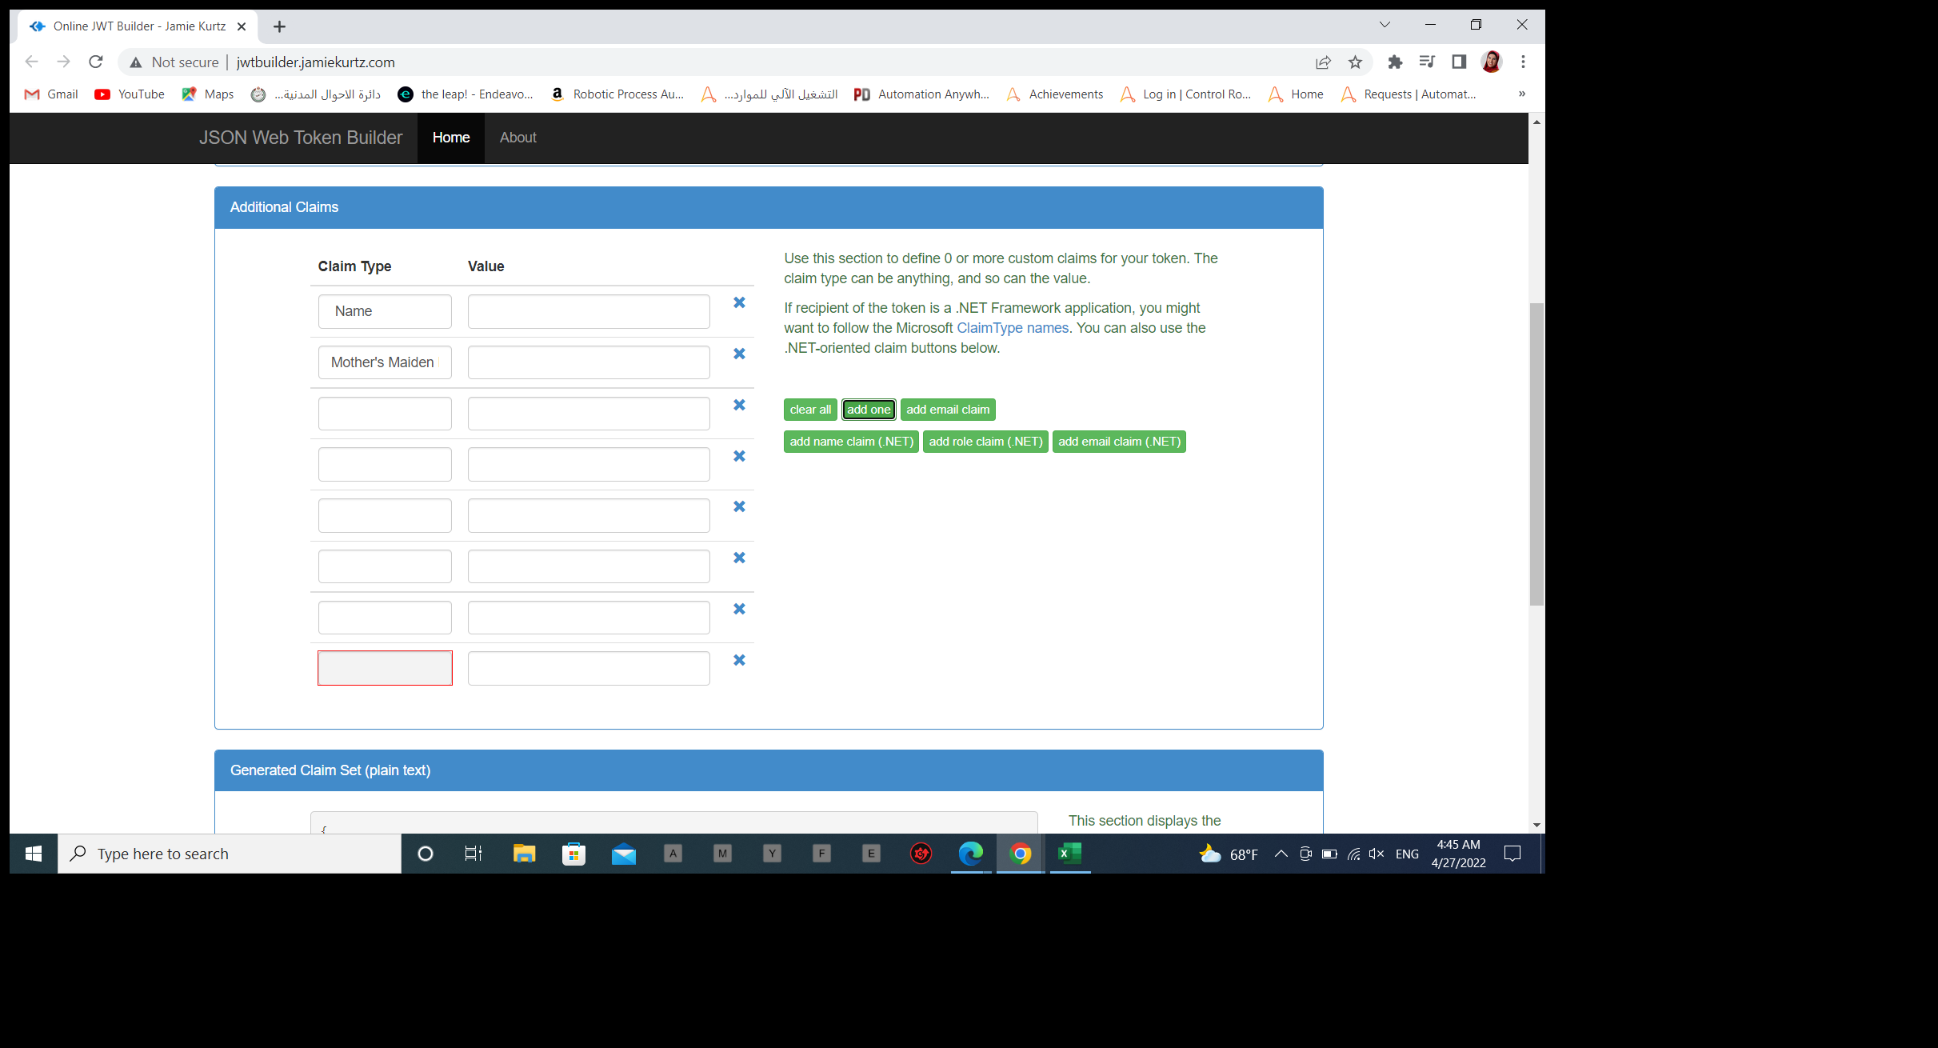 Online JWT Builder - Jamie Kurtz
Not secure | jwtbuilder.jamiekurtz.com
Gmail YouTube Maps دائرة الاحوال المدنية... the leap! - Endeavo... Robotic Process Au... التشغيل الآلي للموارد... PD Automation Anywh... Achievements Log in | Control Ro... Home Requests | Automat... »
JSON Web Token Builder Home About
Additional Claims
Claim Type Value
Name
Mother's Maiden
Use this section to define 0 or more custom claims for your token. The
claim type can be anything, and so can the value.
If recipient of the token is a .NET Framework application, you might
want to follow the Microsoft ClaimType names. You can also use the
.NET-oriented claim buttons below.
clear all add one add email claim
add name claim (.NET) add role claim (.NET) add email claim (.NET)
Generated Claim Set (plain text)
{
This section displays the
Type here to search
A M Y F E
68°F ENG
4:45 AM
4/27/2022